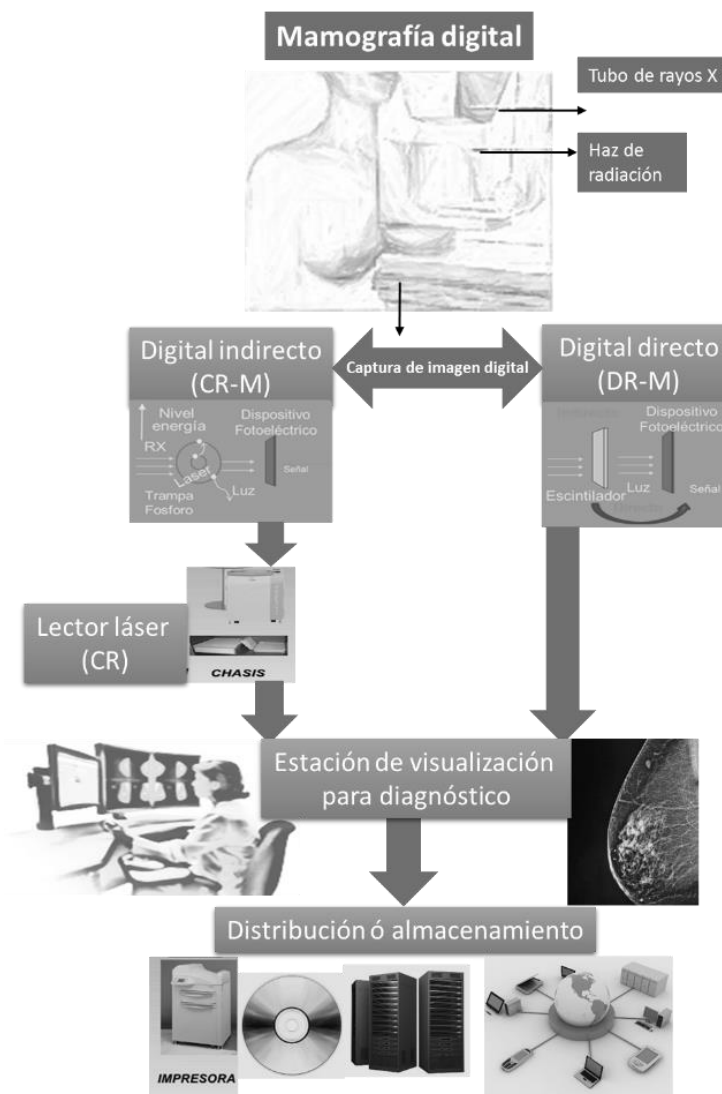 Mamografía digital
Tubo de rayos X
Haz de
radiación
Digital indirecto
(CR-M)
Captura de imagen digital
Digital directo
(DR-M)
Nivel
energía
RX
Laser
Luz
Trampa
Fosforo
Dispositivo
Fotoeléctrico
Señal
Dispositivo
Fotoeléctrico
Escintilador
Luz
Señal
Directo
Lector láser
(CR)
CHASIS
Estación de visualización
para diagnóstico
Distribución ó almacenamiento
IMPRESORA